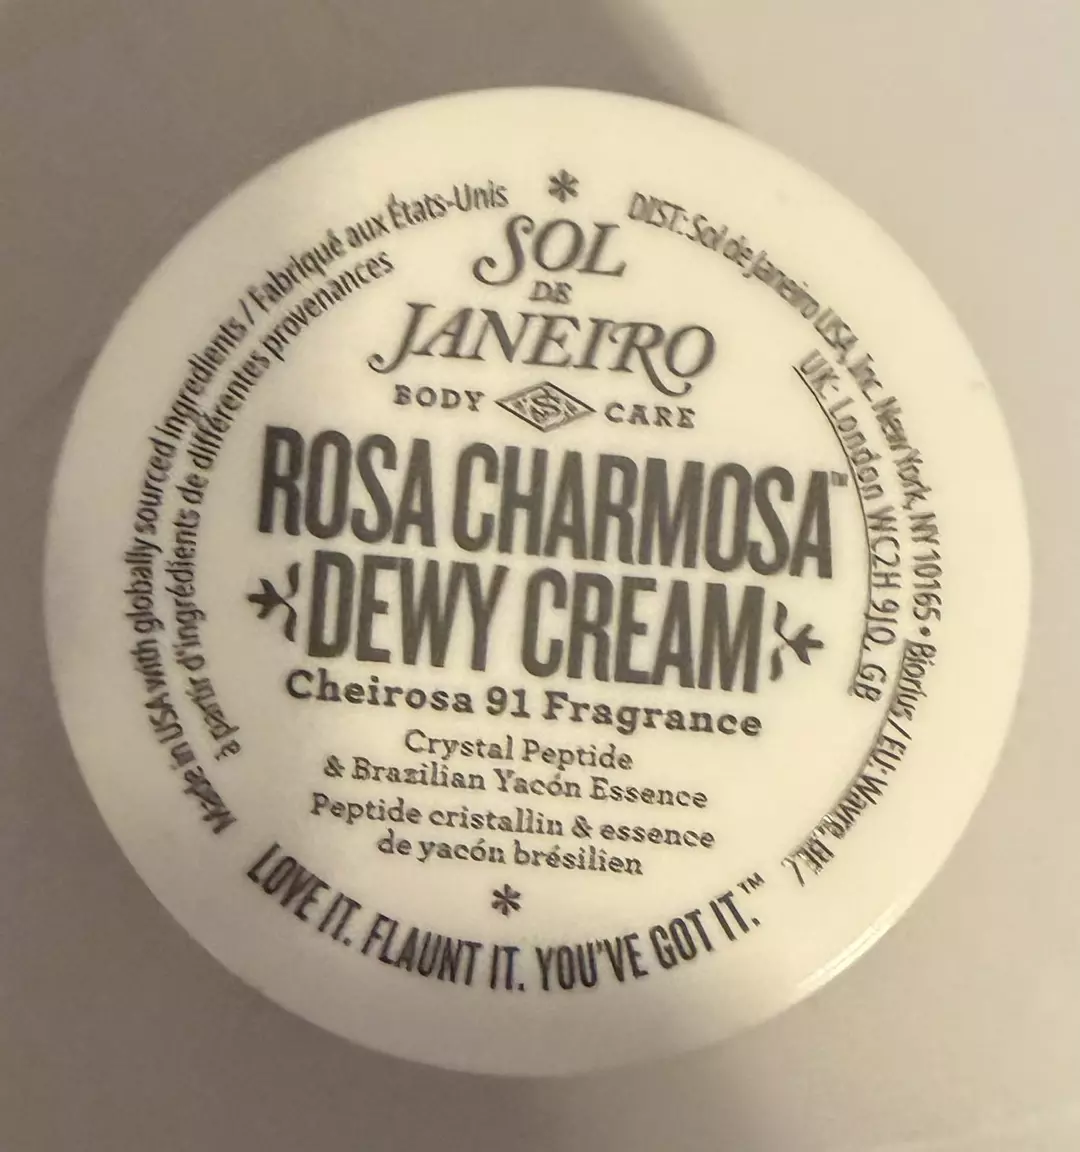 SOL
DE
JANEIRO
BODY CARE
ROSA CHARMOSA™
DEWY CREAM
Cheirosa 91 Fragrance
Crystal Peptide
& Brazilian Yacón Essence
Peptide cristallin & essence
de yacón brésilien
LOVE IT. FLAUNT IT. YOU'VE GOT IT.™
Made in USA with globally sourced ingredients / Fabriqué aux États-Unis
à partir d'ingrédients de différentes provenances
DIST: Sol de Janeiro USA, Inc. New York, NY 10165 • Biorius / EU-Wavre, BE /
UK: London WC2H 9JQ, GB